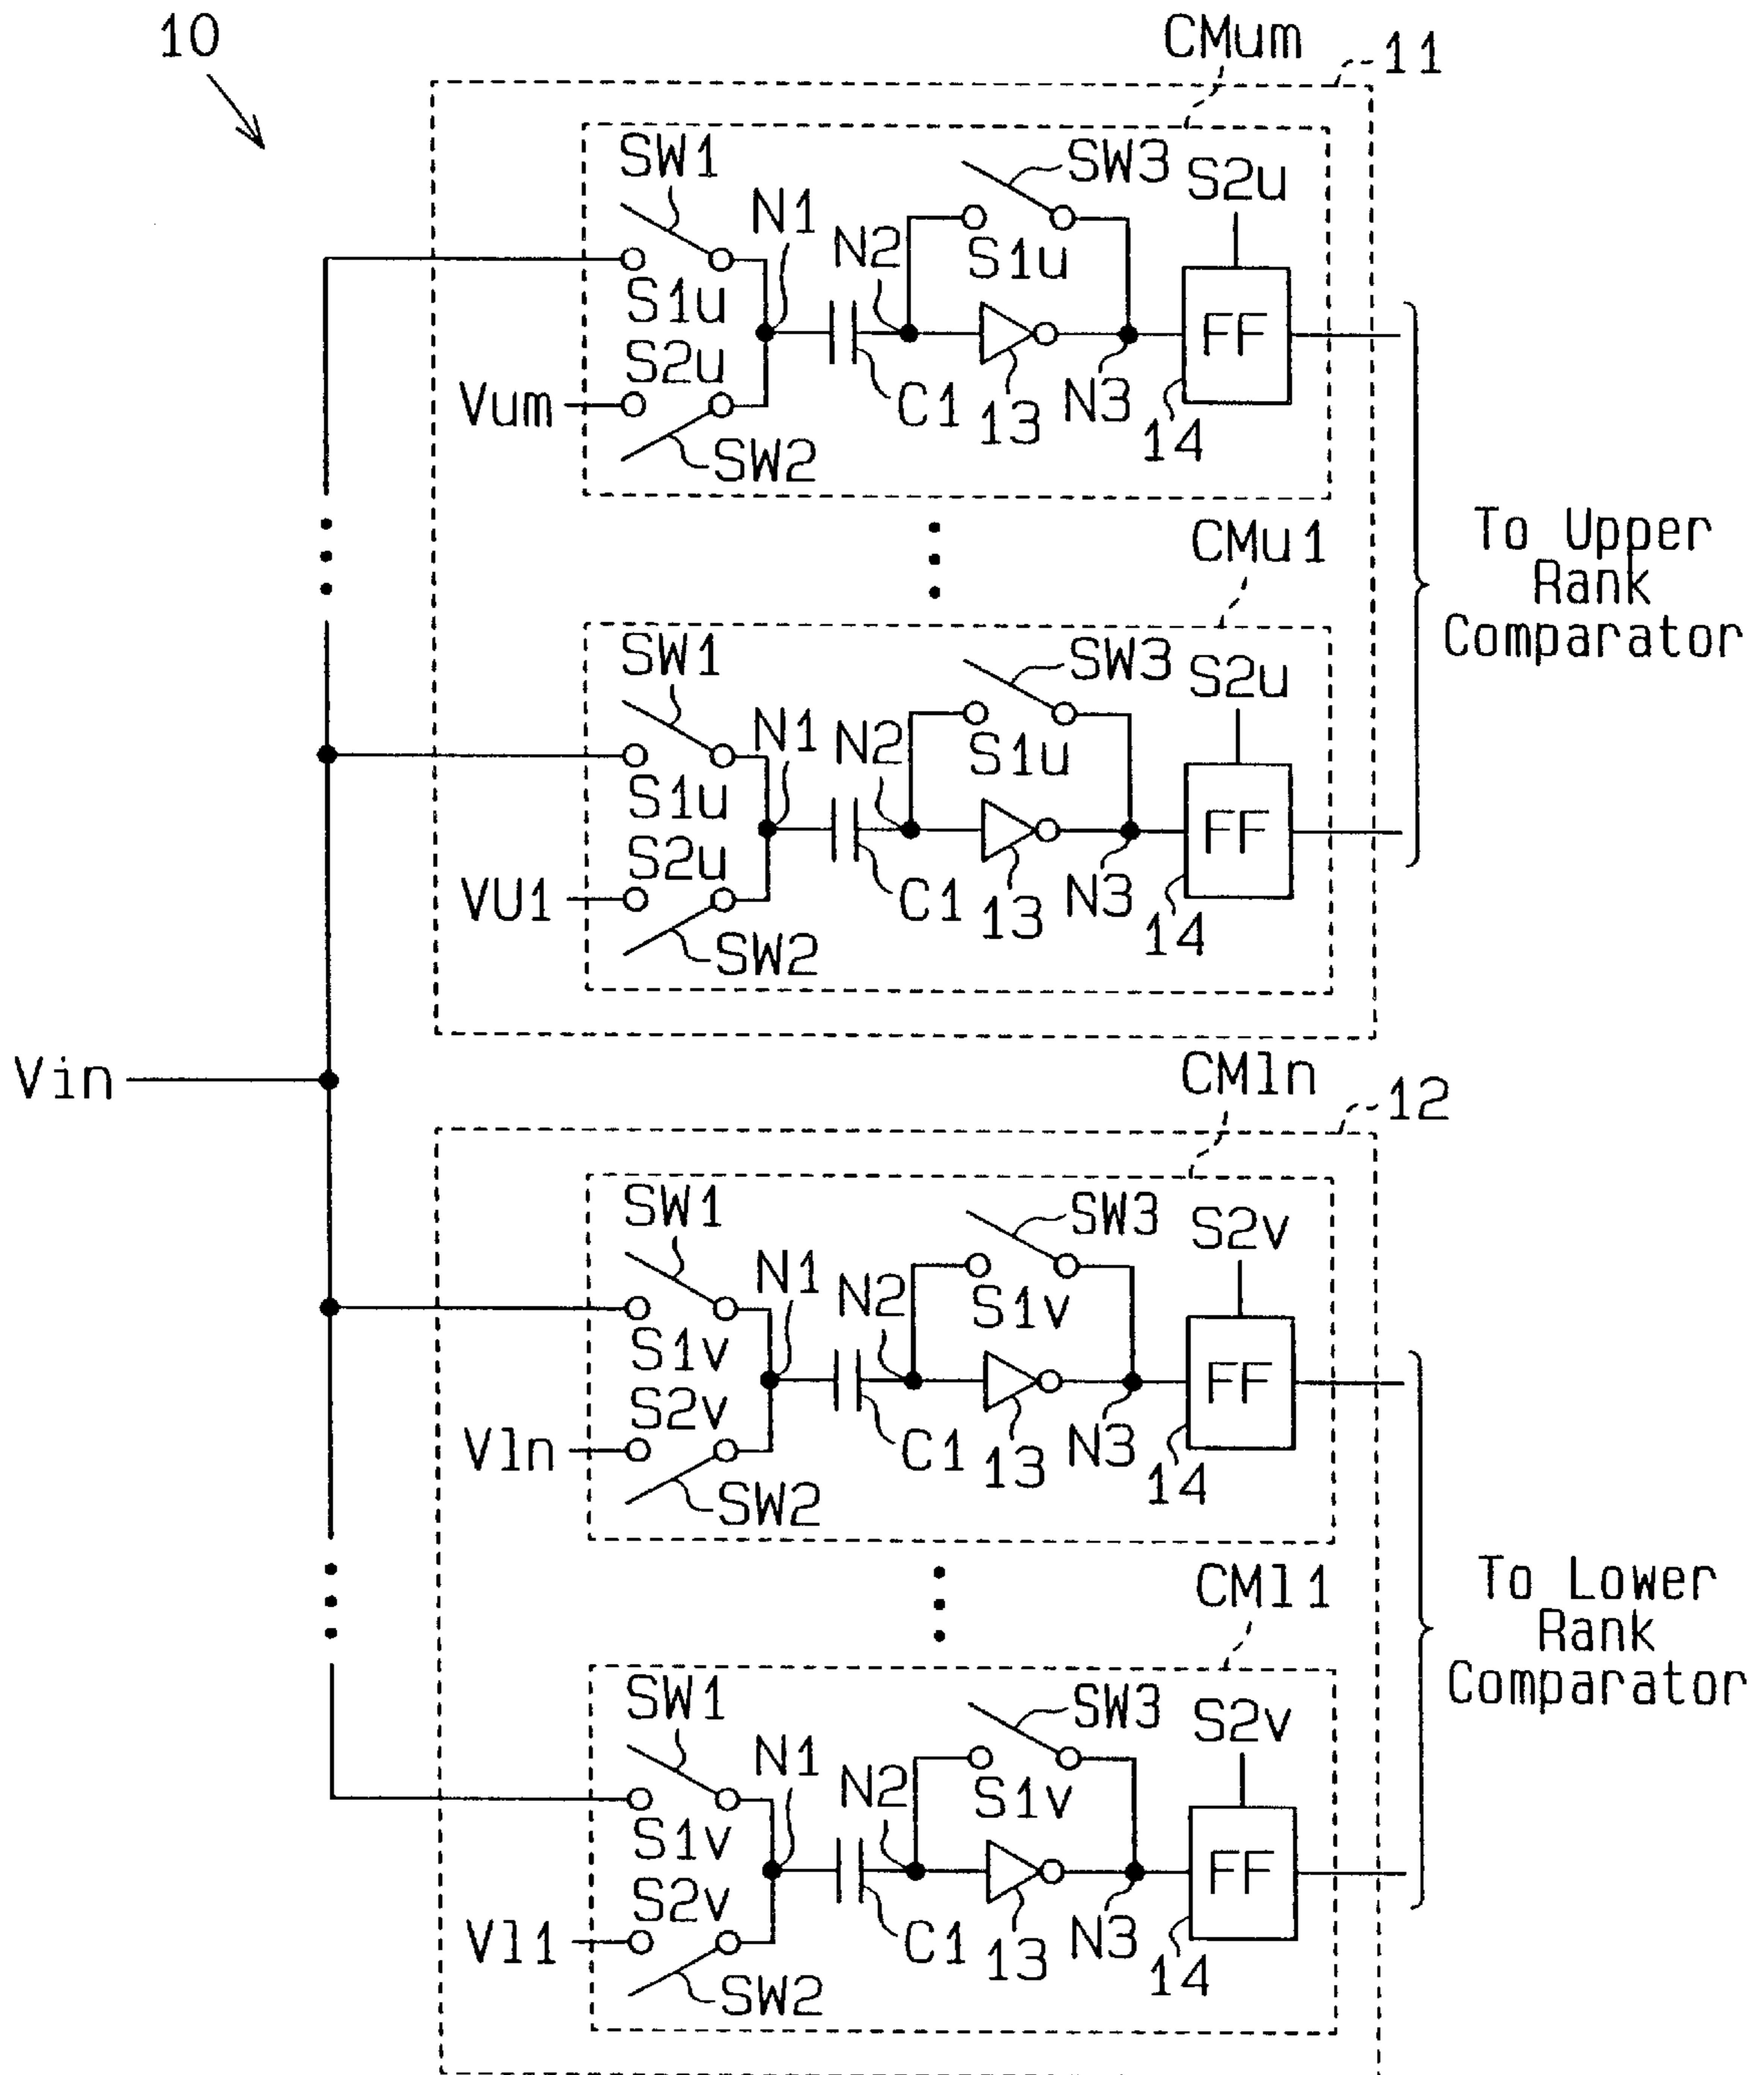 10
CMum
11
SW1
SW3
S2u
N1
N2
S1u
S1u
FF
S2u
Vum
C1
13
N3
14
SW2
To Upper
Rank
Comparator
CMu1
SW1
SW3
S2u
N1
N2
S1u
S1u
FF
S2u
VU1
C1
13
N3
14
SW2
Vin
CMln
12
SW1
SW3
S2v
N1
N2
S1v
S1v
FF
S2v
Vln
C1
13
N3
14
SW2
To Lower
Rank
Comparator
CMl1
SW1
SW3
S2v
N1
N2
S1v
S1v
FF
S2v
Vl1
C1
13
N3
14
SW2